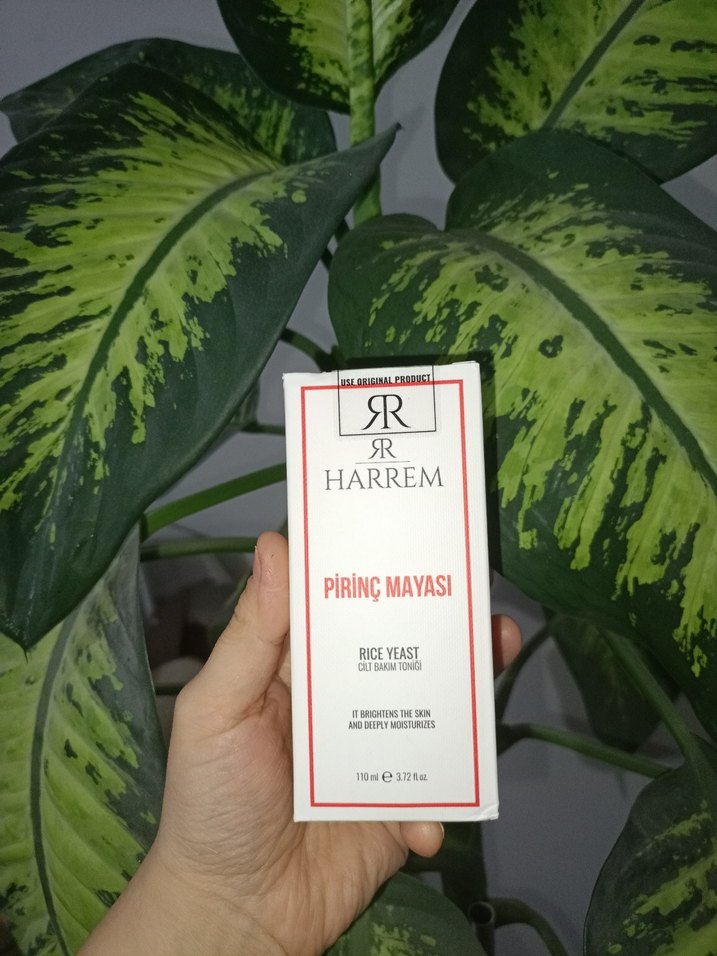 USE ORIGINAL PRODUCT
RR
RR
HARREM
PİRİNÇ MAYASI
RICE YEAST
CİLT BAKIM TONİĞİ
IT BRIGHTENS THE SKIN
AND DEEPLY MOISTURIZES
110 ml e 3.72 fl oz.